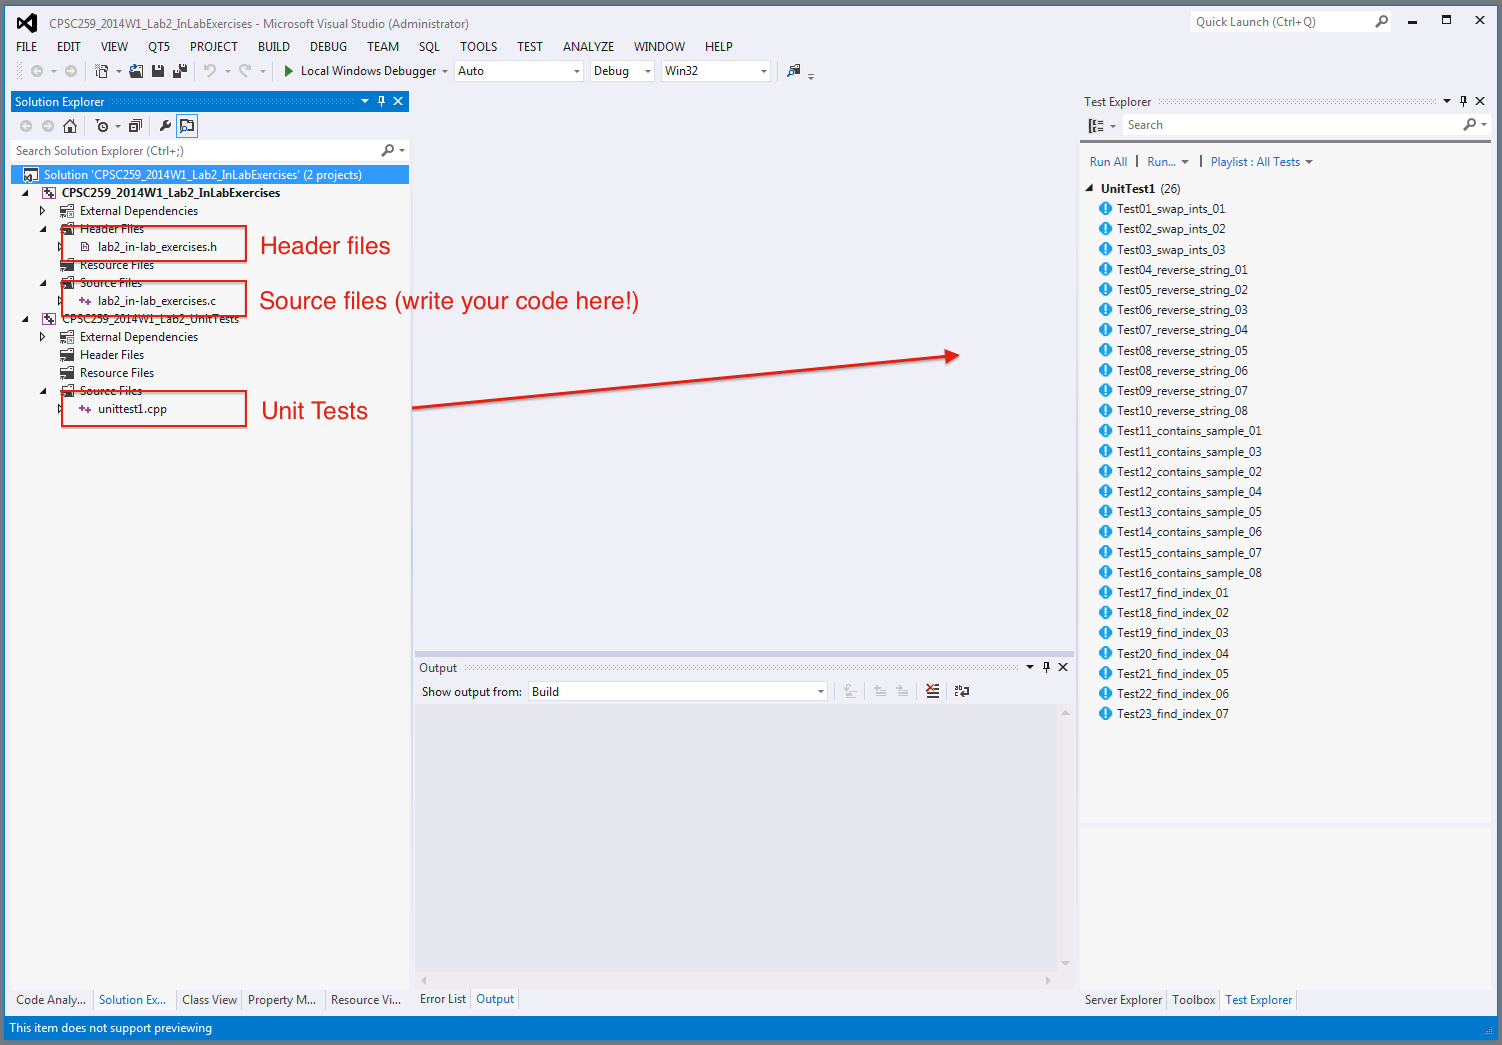 CPSC259_2014W1_Lab2_InLabExercises - Microsoft Visual Studio (Administrator)
Quick Launch (Ctrl+Q)
FILE EDIT VIEW QT5 PROJECT BUILD DEBUG TEAM SQL TOOLS TEST ANALYZE WINDOW HELP
Local Windows Debugger Auto Debug Win32
Solution Explorer
Search Solution Explorer (Ctrl+;)
Solution 'CPSC259_2014W1_Lab2_InLabExercises' (2 projects)
CPSC259_2014W1_Lab2_InLabExercises
External Dependencies
Header Files
lab2_in-lab_exercises.h
Header files
Resource Files
Source Files
lab2_in-lab_exercises.c
Source files (write your code here!)
CPSC259_2014W1_Lab2_UnitTests
External Dependencies
Header Files
Resource Files
Source Files
unittest1.cpp
Unit Tests
Output
Show output from: Build
Test Explorer
Search
Run All | Run... | Playlist : All Tests
UnitTest1 (26)
Test01_swap_ints_01
Test02_swap_ints_02
Test03_swap_ints_03
Test04_reverse_string_01
Test05_reverse_string_02
Test06_reverse_string_03
Test07_reverse_string_04
Test08_reverse_string_05
Test08_reverse_string_06
Test09_reverse_string_07
Test10_reverse_string_08
Test11_contains_sample_01
Test11_contains_sample_03
Test12_contains_sample_02
Test12_contains_sample_04
Test13_contains_sample_05
Test14_contains_sample_06
Test15_contains_sample_07
Test16_contains_sample_08
Test17_find_index_01
Test18_find_index_02
Test19_find_index_03
Test20_find_index_04
Test21_find_index_05
Test22_find_index_06
Test23_find_index_07
Code Analy... Solution Ex... Class View Property M... Resource Vi...
Error List Output
Server Explorer Toolbox Test Explorer
This item does not support previewing